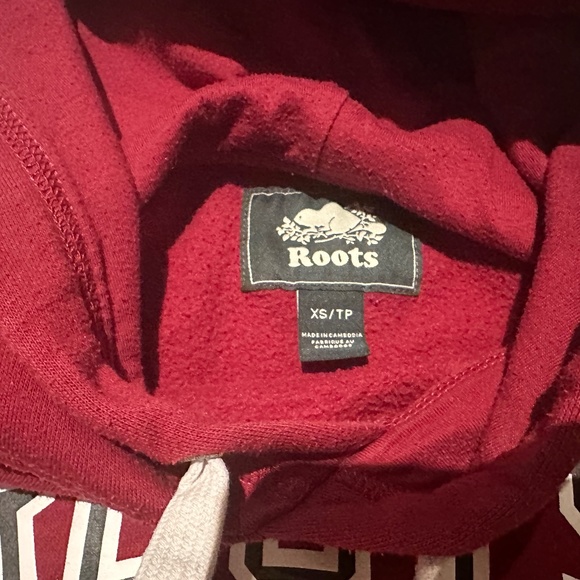 Roots
XS/TP
MADE IN CAMBODIA
FABRIQUÉ AU
CAMBODGE